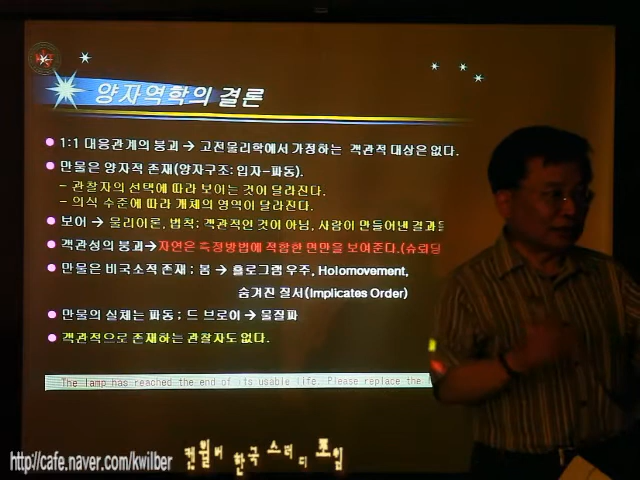 양자역학의 결론
1:1 대응관계의 붕괴 → 고전물리학에서 가정하는 객관적 대상은 없다.
만물은 양자적 존재(양자구조: 입자-파동).
- 관찰자의 선택에 따라 보이는 것이 달라진다.
- 의식 수준에 따라 개체의 영역이 달라진다.
보어 → 물리이론, 법칙: 객관적인 것이 아님, 사람이 만들어낸 결과들
객관성의 붕괴→자연은 측정방법에 적합한 면만을 보여준다.(슈뢰딩
만물은 비국소적 존재 ; 봄 → 홀로그램 우주, Holomovement,
숨겨진 질서(Implicates Order)
만물의 실체는 파동 ; 드 브로이 → 물질파
객관적으로 존재하는 관찰자도 없다.
The lamp has reached the end of its usable life. Please replace the
http://cafe.naver.com/kwilber 켄윌버 한국 스터디 모임